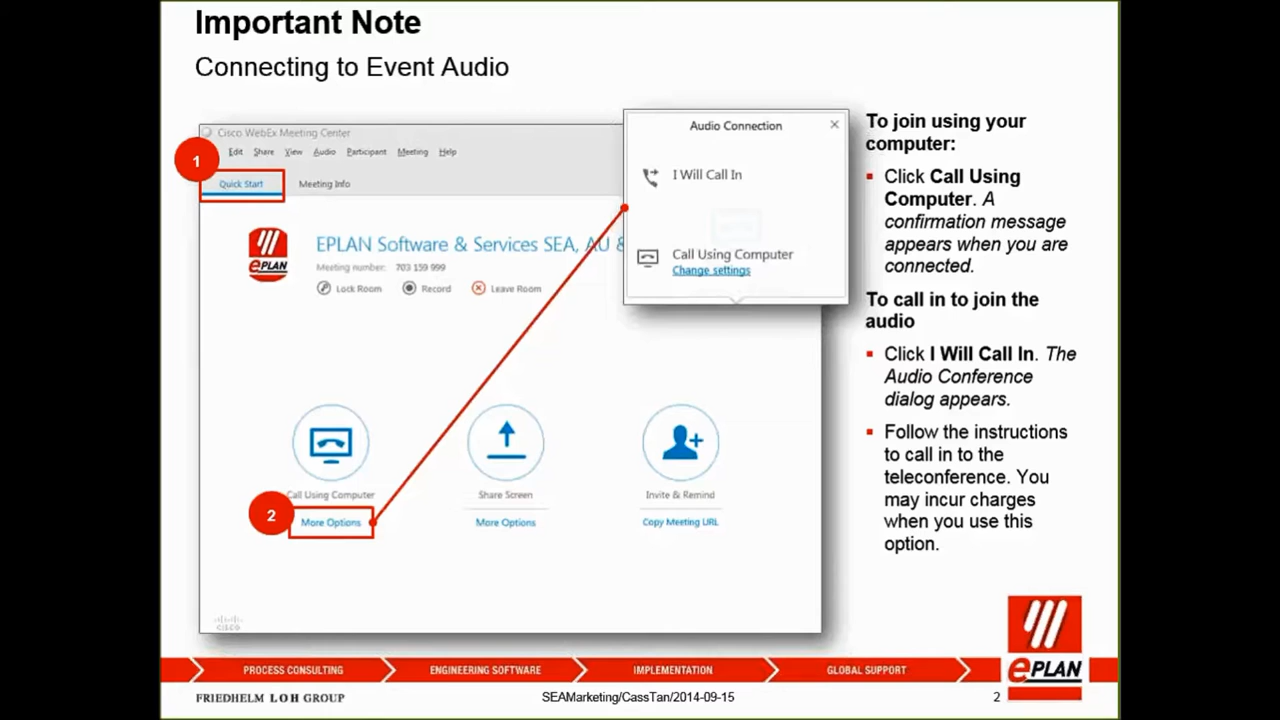 Important Note
Connecting to Event Audio
Cisco WebEx Meeting Center
Edit Share View Audio Participant Meeting Help
1
Quick Start
Meeting Info
EPLAN
EPLAN Software & Services SEA, AU &
Meeting number: 703 159 999
Lock Room
Record
Leave Room
Audio Connection
I Will Call In
Call Using Computer
Change settings
Call Using Computer
2
More Options
Share Screen
More Options
Invite & Remind
Copy Meeting URL
CISCO
To join using your
computer:
Click Call Using
Computer. A
confirmation message
appears when you are
connected.
To call in to join the
audio
Click I Will Call In. The
Audio Conference
dialog appears.
Follow the instructions
to call in to the
teleconference. You
may incur charges
when you use this
option.
PROCESS CONSULTING
ENGINEERING SOFTWARE
IMPLEMENTATION
GLOBAL SUPPORT
ePLAN
FRIEDHELM LOH GROUP
SEAMarketing/CassTan/2014-09-15
2